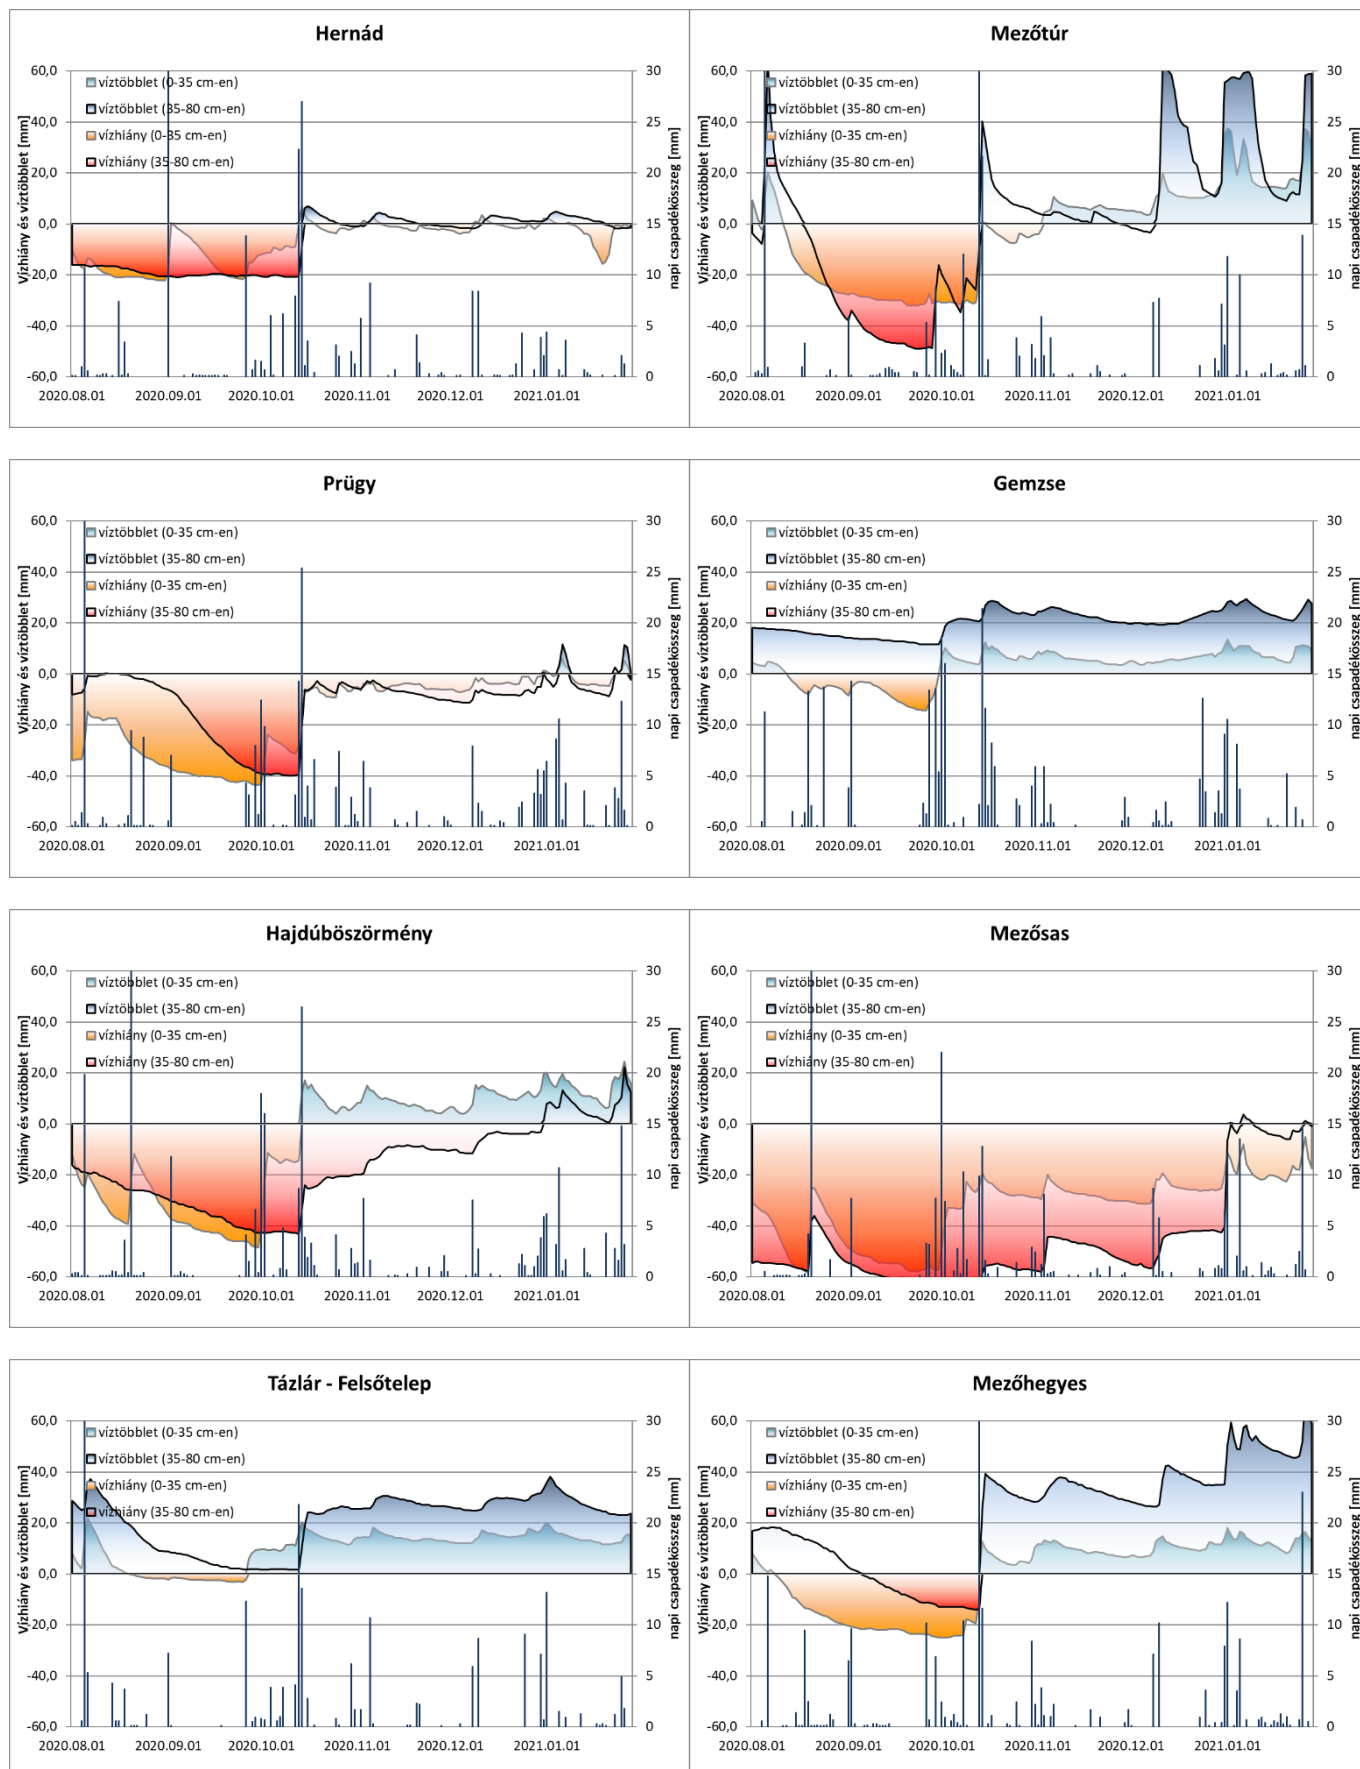 Hernád
60,0
40,0
20,0
0,0
-20,0
-40,0
-60,0
30
25
20
15
10
5
0
Vízhiány és víztöbblet [mm]
napi csapadékösszeg [mm]
víztöbblet (0-35 cm-en)
víztöbblet (35-80 cm-en)
vízhiány (0-35 cm-en)
vízhiány (35-80 cm-en)
2020.08.01 2020.09.01 2020.10.01 2020.11.01 2020.12.01 2021.01.01
Mezőtúr
60,0
40,0
20,0
0,0
-20,0
-40,0
-60,0
30
25
20
15
10
5
0
Vízhiány és víztöbblet [mm]
napi csapadékösszeg [mm]
víztöbblet (0-35 cm-en)
víztöbblet (35-80 cm-en)
vízhiány (0-35 cm-en)
vízhiány (35-80 cm-en)
2020.08.01 2020.09.01 2020.10.01 2020.11.01 2020.12.01 2021.01.01
Prügy
60,0
40,0
20,0
0,0
-20,0
-40,0
-60,0
30
25
20
15
10
5
0
Vízhiány és víztöbblet [mm]
napi csapadékösszeg [mm]
víztöbblet (0-35 cm-en)
víztöbblet (35-80 cm-en)
vízhiány (0-35 cm-en)
vízhiány (35-80 cm-en)
2020.08.01 2020.09.01 2020.10.01 2020.11.01 2020.12.01 2021.01.01
Gemzse
60,0
40,0
20,0
0,0
-20,0
-40,0
-60,0
30
25
20
15
10
5
0
Vízhiány és víztöbblet [mm]
napi csapadékösszeg [mm]
víztöbblet (0-35 cm-en)
víztöbblet (35-80 cm-en)
vízhiány (0-35 cm-en)
vízhiány (35-80 cm-en)
2020.08.01 2020.09.01 2020.10.01 2020.11.01 2020.12.01 2021.01.01
Hajdúböszörmény
60,0
40,0
20,0
0,0
-20,0
-40,0
-60,0
30
25
20
15
10
5
0
Vízhiány és víztöbblet [mm]
napi csapadékösszeg [mm]
víztöbblet (0-35 cm-en)
víztöbblet (35-80 cm-en)
vízhiány (0-35 cm-en)
vízhiány (35-80 cm-en)
2020.08.01 2020.09.01 2020.10.01 2020.11.01 2020.12.01 2021.01.01
Mezősas
60,0
40,0
20,0
0,0
-20,0
-40,0
-60,0
30
25
20
15
10
5
0
Vízhiány és víztöbblet [mm]
napi csapadékösszeg [mm]
víztöbblet (0-35 cm-en)
víztöbblet (35-80 cm-en)
vízhiány (0-35 cm-en)
vízhiány (35-80 cm-en)
2020.08.01 2020.09.01 2020.10.01 2020.11.01 2020.12.01 2021.01.01
Tázlár - Felsőtelep
60,0
40,0
20,0
0,0
-20,0
-40,0
-60,0
30
25
20
15
10
5
0
Vízhiány és víztöbblet [mm]
napi csapadékösszeg [mm]
víztöbblet (0-35 cm-en)
víztöbblet (35-80 cm-en)
vízhiány (0-35 cm-en)
vízhiány (35-80 cm-en)
2020.08.01 2020.09.01 2020.10.01 2020.11.01 2020.12.01 2021.01.01
Mezőhegyes
60,0
40,0
20,0
0,0
-20,0
-40,0
-60,0
30
25
20
15
10
5
0
Vízhiány és víztöbblet [mm]
napi csapadékösszeg [mm]
víztöbblet (0-35 cm-en)
víztöbblet (35-80 cm-en)
vízhiány (0-35 cm-en)
vízhiány (35-80 cm-en)
2020.08.01 2020.09.01 2020.10.01 2020.11.01 2020.12.01 2021.01.01